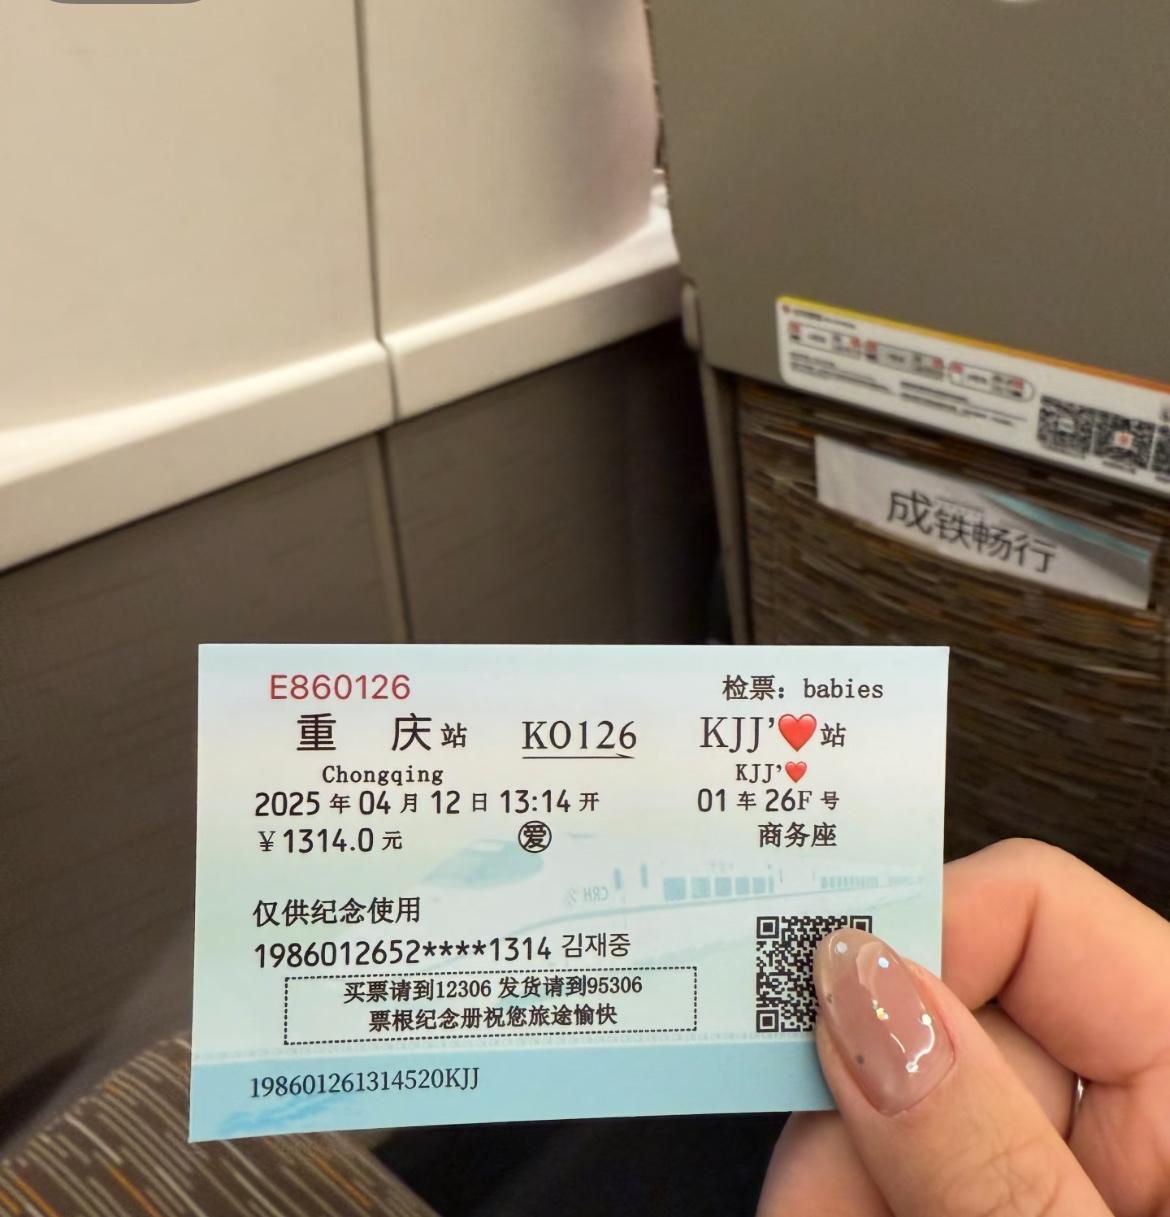 成铁畅行
E860126
检票：babies
重庆站 K0126 KJJ'❤️站
Chongqing KJJ'❤️
2025年04月12日13:14开 01车26F号
￥1314.0元 爱 商务座
仅供纪念使用
1986012652****1314 김재중
买票请到12306 发货请到95306
票根纪念册祝您旅途愉快
198601261314520KJJ
CRH